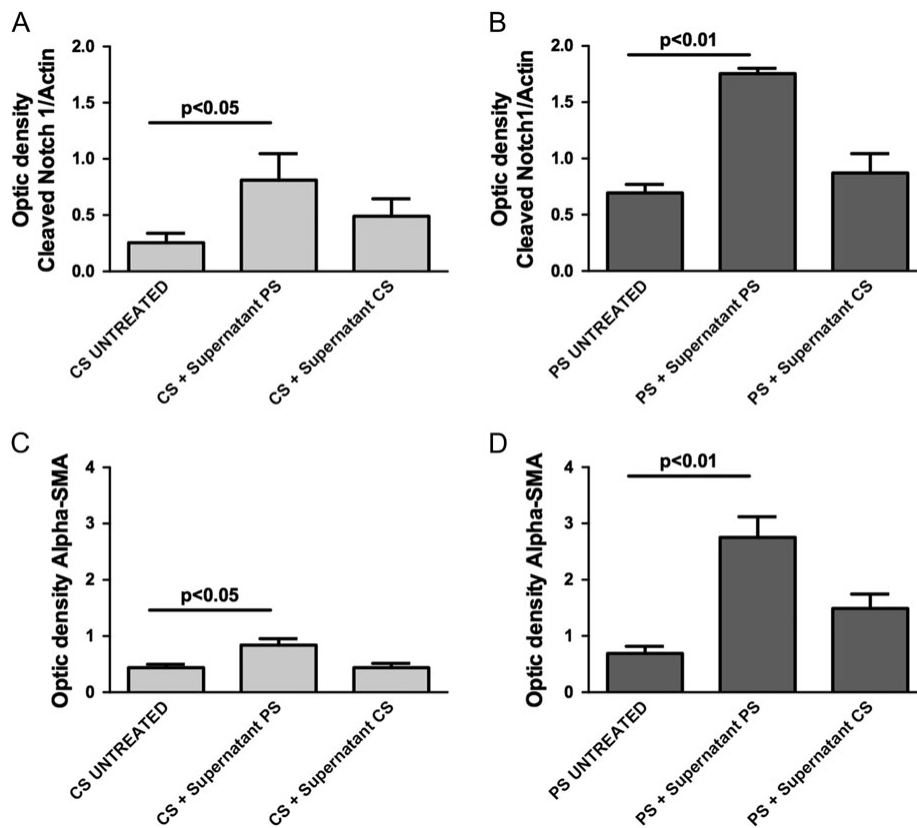 A
Optic density
Cleaved Notch 1/Actin
2.0
1.5
1.0
0.5
0.0
p<0.05
CS UNTREATED
CS + Supernatant PS
CS + Supernatant CS
B
Optic density
Cleaved Notch1/Actin
2.0
1.5
1.0
0.5
0.0
p<0.01
PS UNTREATED
PS + Supernatant PS
PS + Supernatant CS
C
Optic density Alpha-SMA
4
3
2
1
0
p<0.05
CS UNTREATED
CS + Supernatant PS
CS + Supernatant CS
D
Optic density Alpha-SMA
4
3
2
1
0
p<0.01
PS UNTREATED
PS + Supernatant PS
PS + Supernatant CS